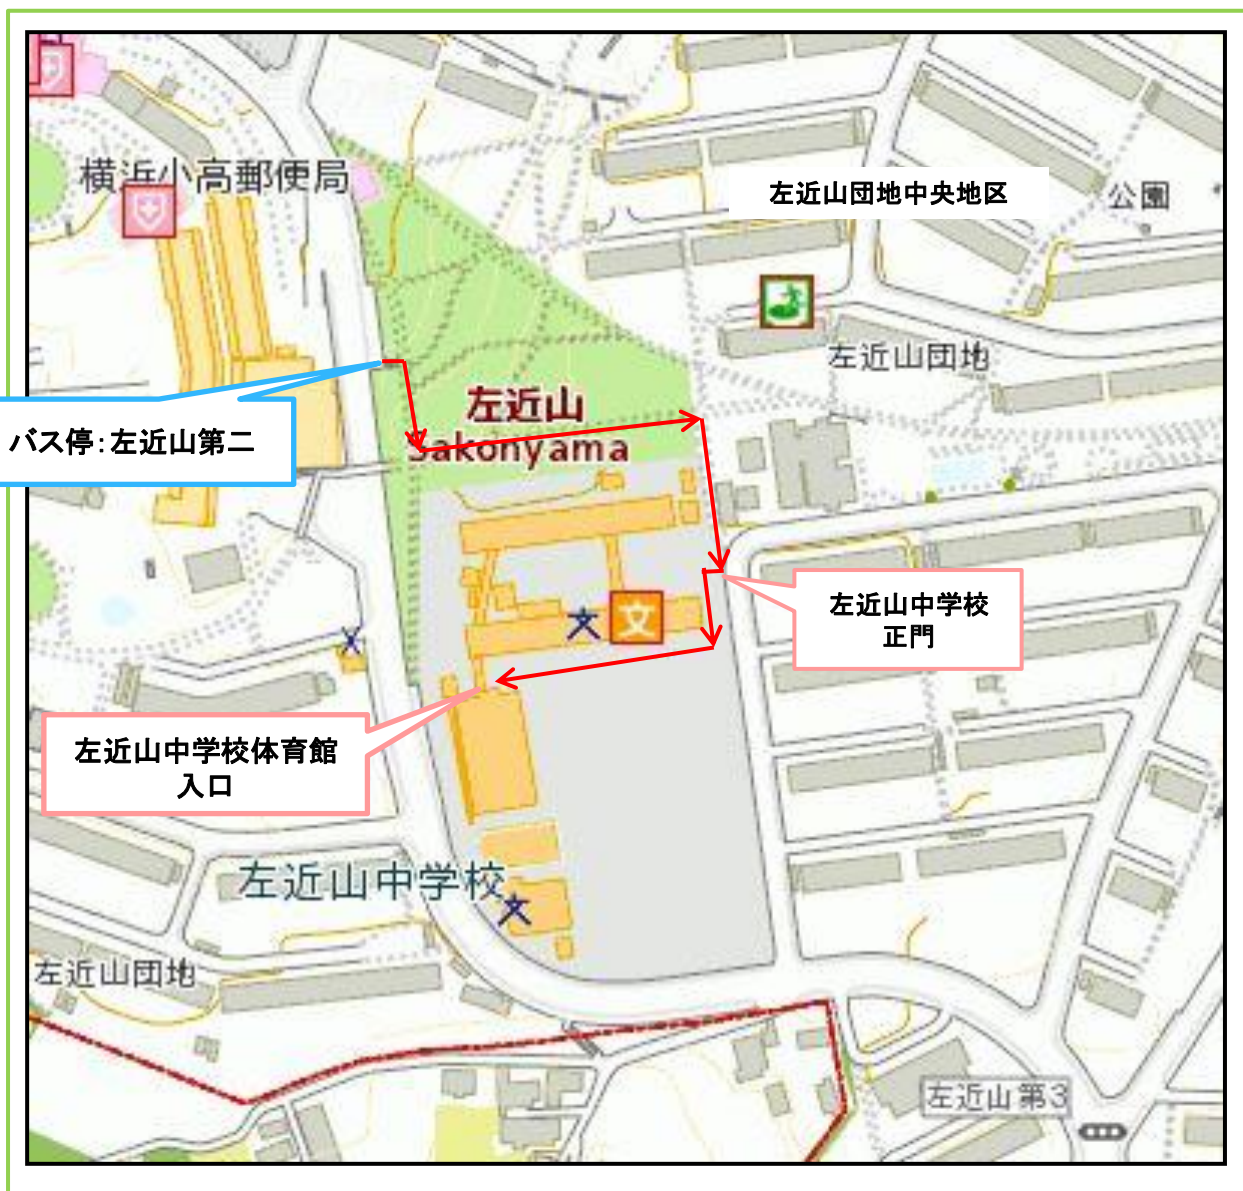 横浜小高郵便局
左近山団地中央地区
公園
左近山団地
左近山
Sakonyama
バス停：左近山第二
文
左近山中学校
正門
左近山中学校体育館
入口
左近山中学校
左近山団地
左近山第3